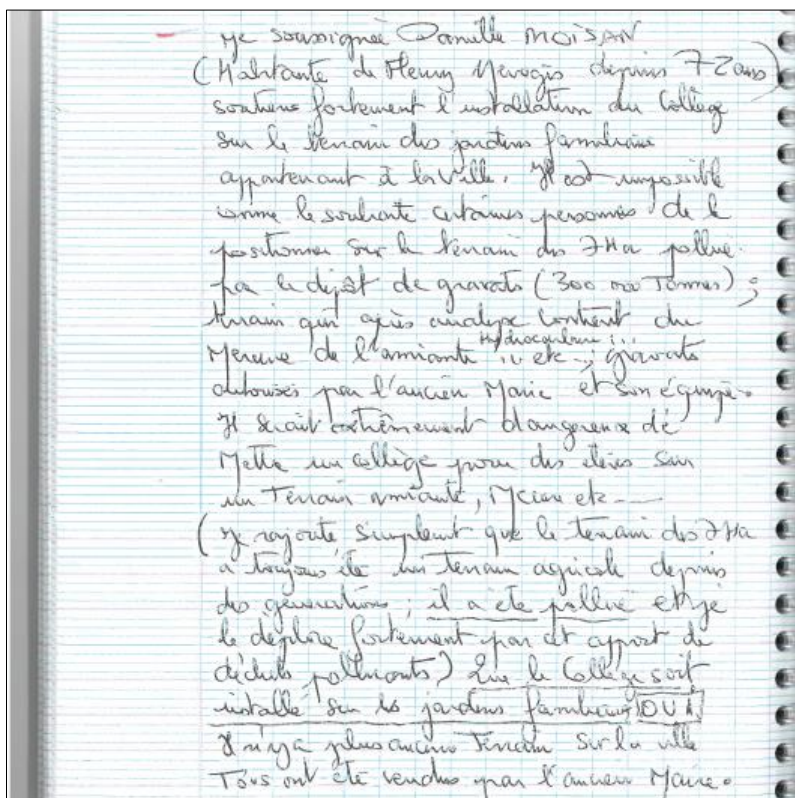 Je soussignée Danielle MOISAN
(Habitante de Fleury Mérogis depuis 72 ans)
soutiens fortement l'installation du Collège
sur le terrain des jardins familiaux
appartenant à la Ville. Il est impossible
comme le souhaite certaines personnes de le
positionner sur le terrain des 7Ha pollué
par le dépôt de gravats (300 000 Tonnes) ;
terrain qui après analyse contient du
Hydrocarbure ...
Mercure de l'amiante etc.. ; gravats
autorisés par l'ancien Maire et son équipe.
Il serait extrêmement dangereux de
Mettre un collège pour des élèves sur
un Terrain amianté, etc ---
(Je rajoute simplement que le terrain des 7Ha
a toujours été un terrain agricole depuis
des générations ; il a été pollué et je
le déplore fortement par cet apport de
déchets polluants) Que le Collège soit
installé sur les jardins familiaux OUI
Il n'y a plus aucun Terrain sur la ville
Tous ont été vendus par l'ancien Maire.